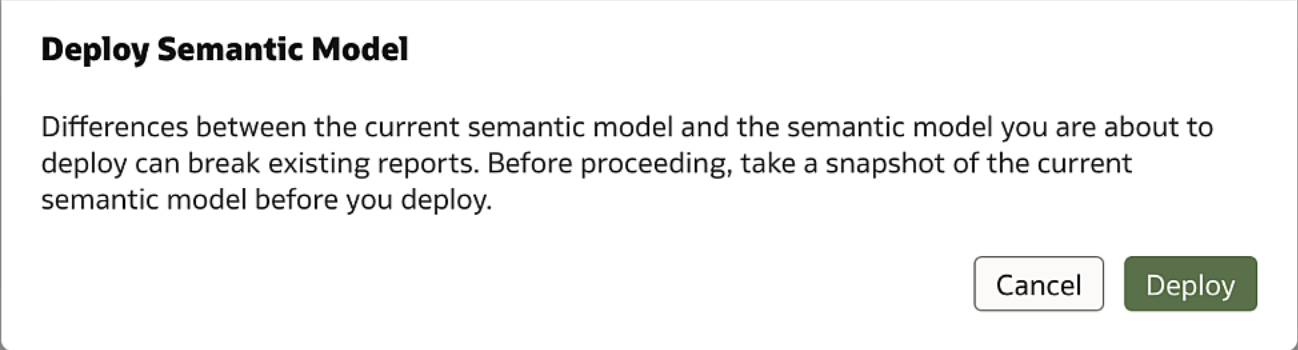 Deploy Semantic Model
Differences between the current semantic model and the semantic model you are about to
deploy can break existing reports. Before proceeding, take a snapshot of the current
semantic model before you deploy.
Cancel
Deploy